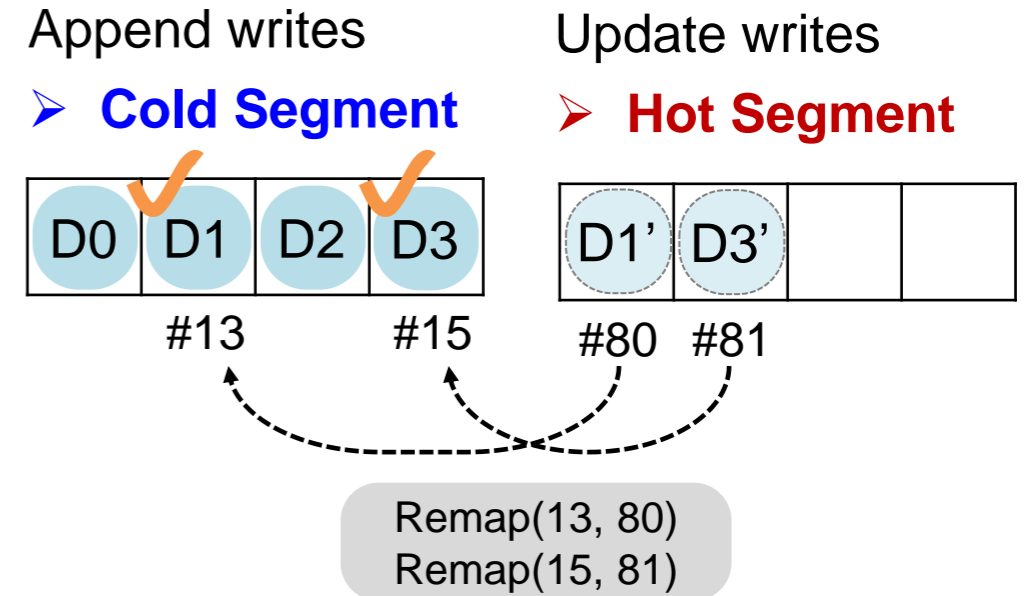 Append writes
➢ Cold Segment
D0 D1 D2 D3
#13 #15
Update writes
➢ Hot Segment
D1’ D3’
#80 #81
Remap(13, 80)
Remap(15, 81)